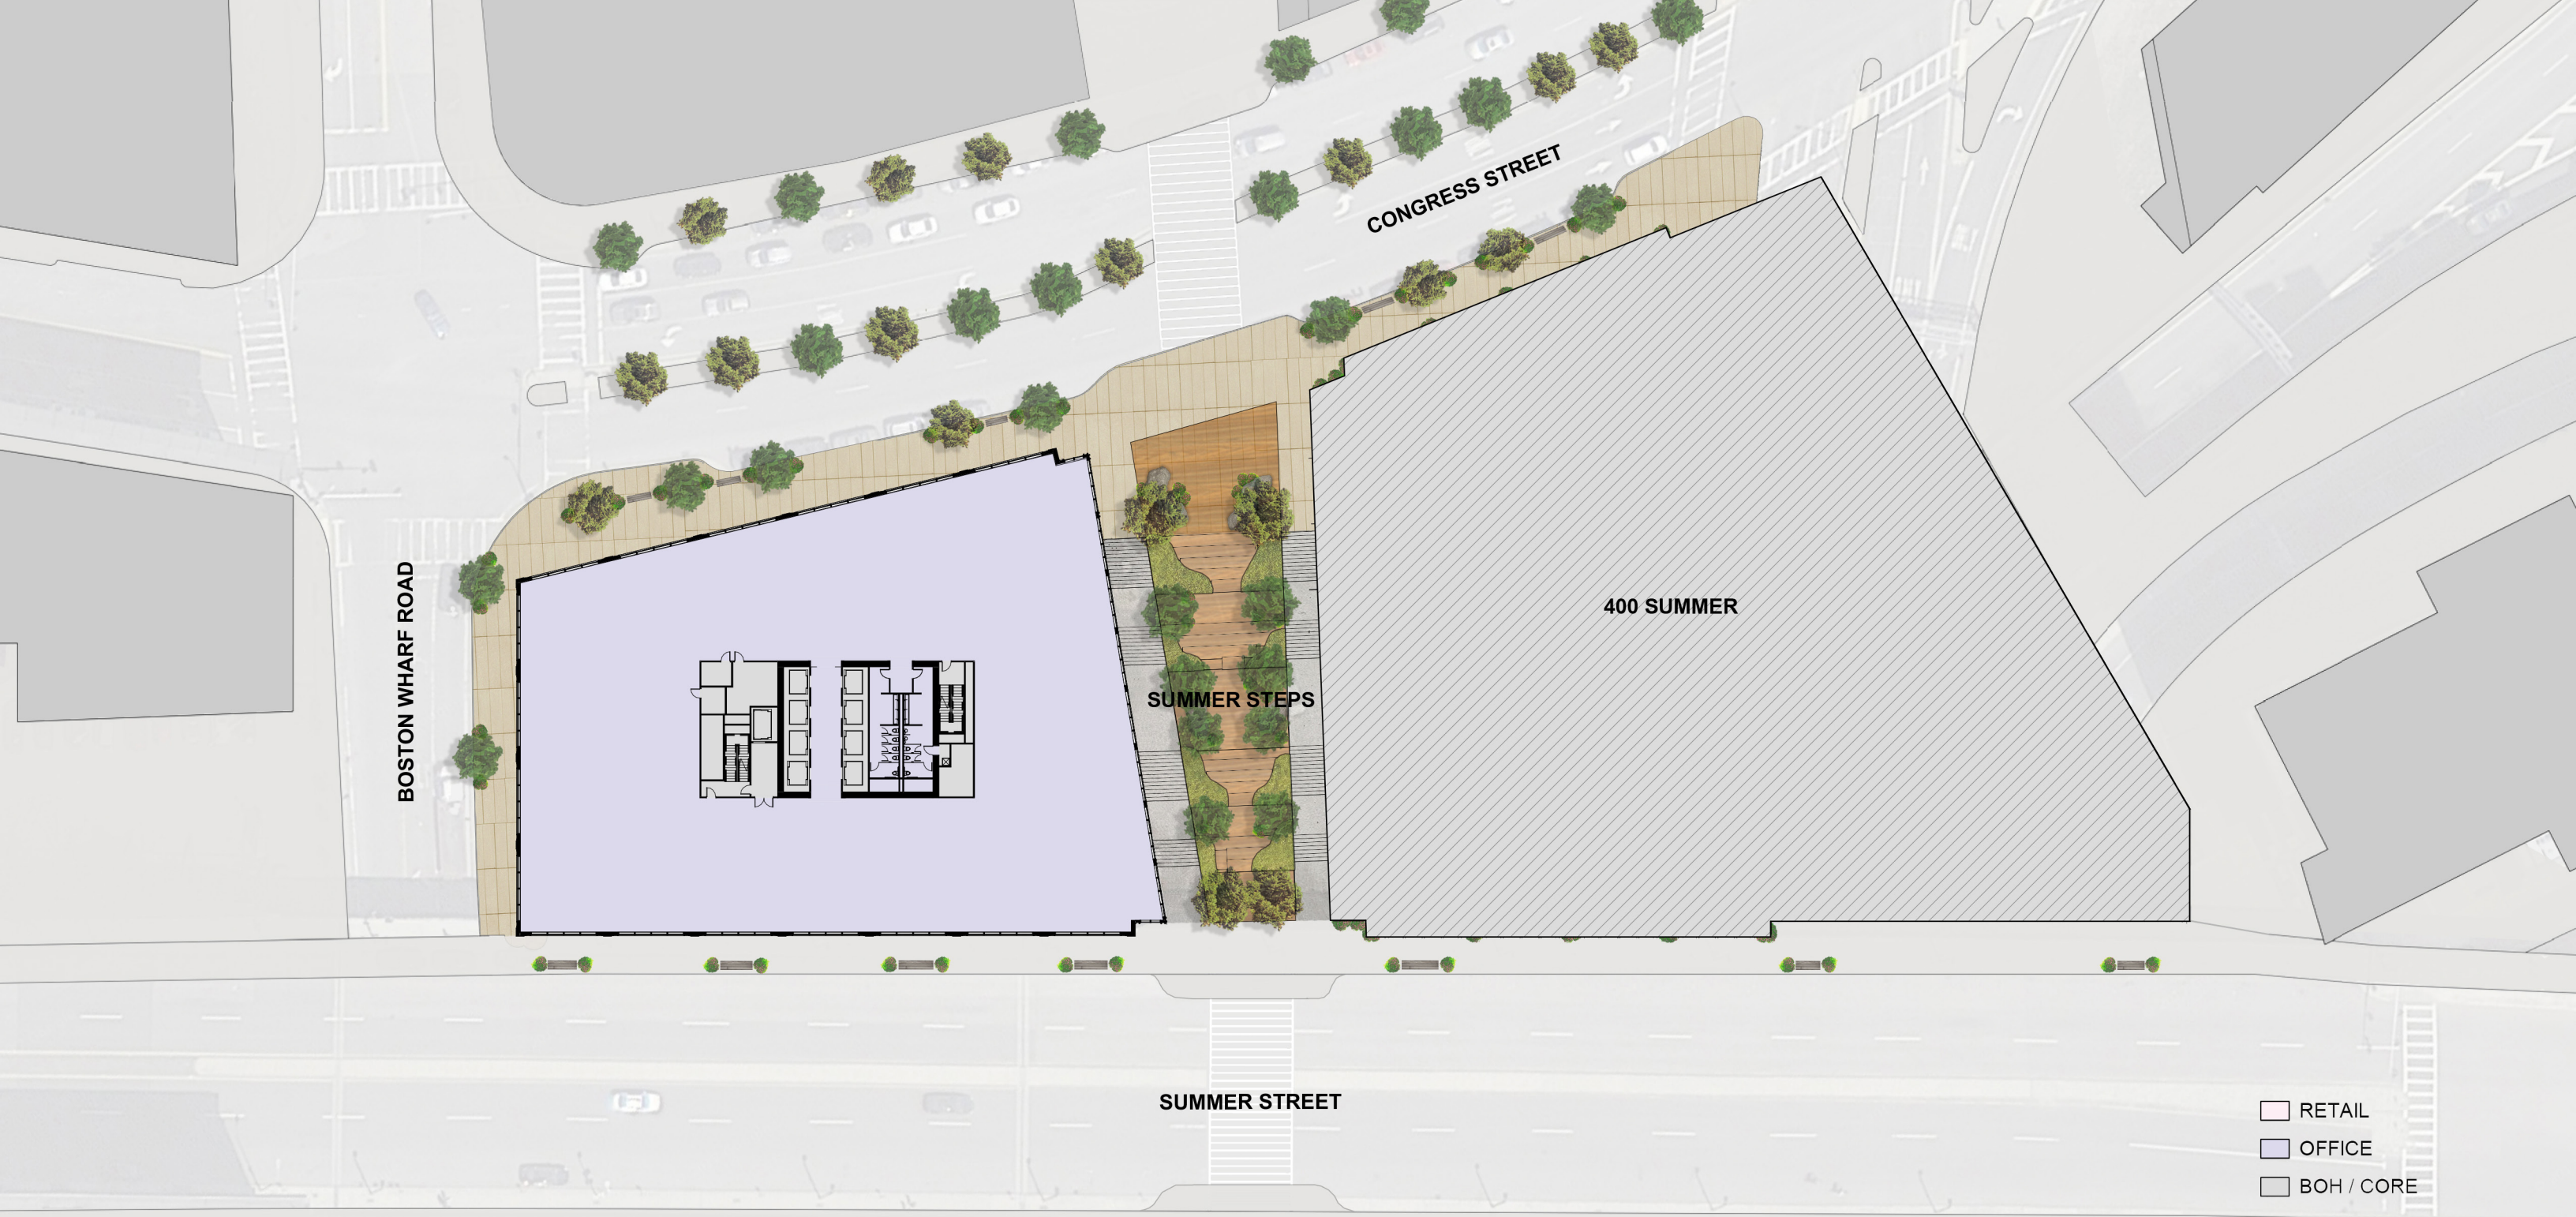 CONGRESS STREET
400 SUMMER
BOSTON WHARF ROAD
SUMMER STEPS
SUMMER STREET
RETAIL
OFFICE
BOH / CORE